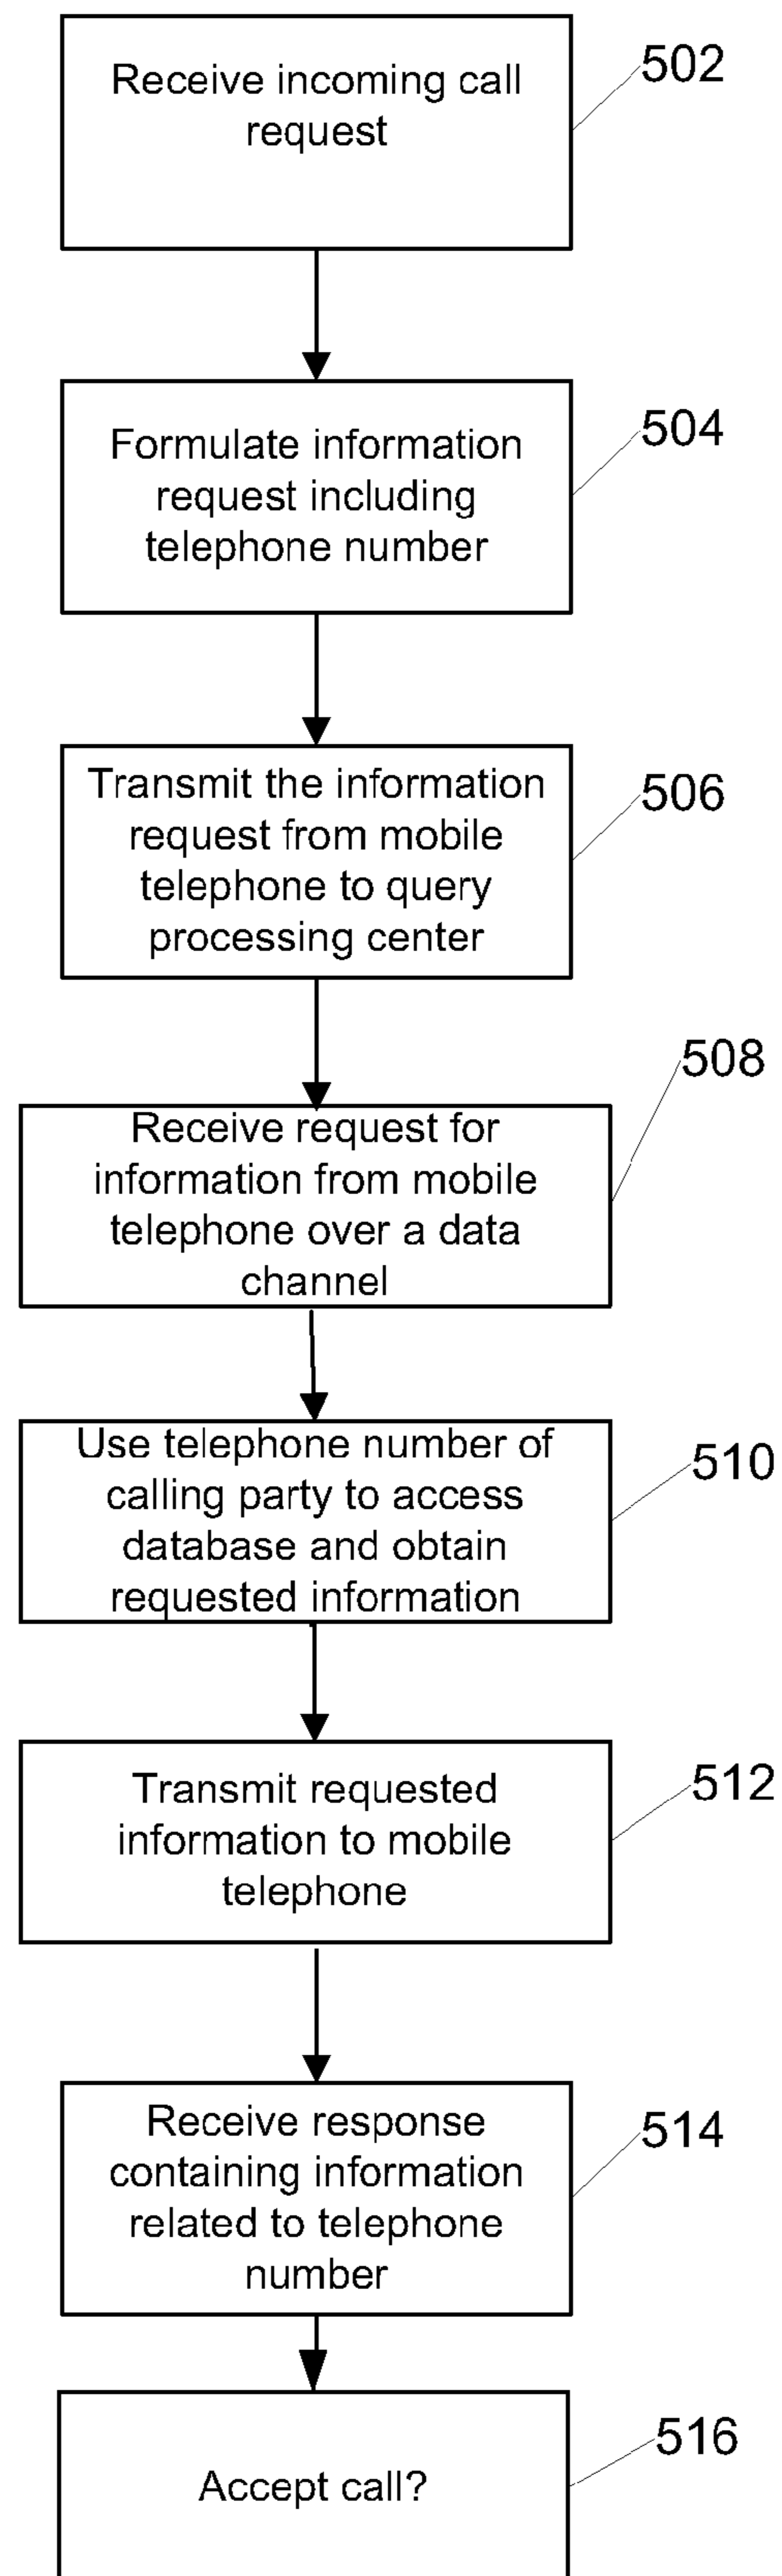 Receive incoming call
request
502
Formulate information
request including
telephone number
504
Transmit the information
request from mobile
telephone to query
processing center
506
Receive request for
information from mobile
telephone over a data
channel
508
Use telephone number of
calling party to access
database and obtain
requested information
510
Transmit requested
information to mobile
telephone
512
Receive response
containing information
related to telephone
number
514
Accept call?
516